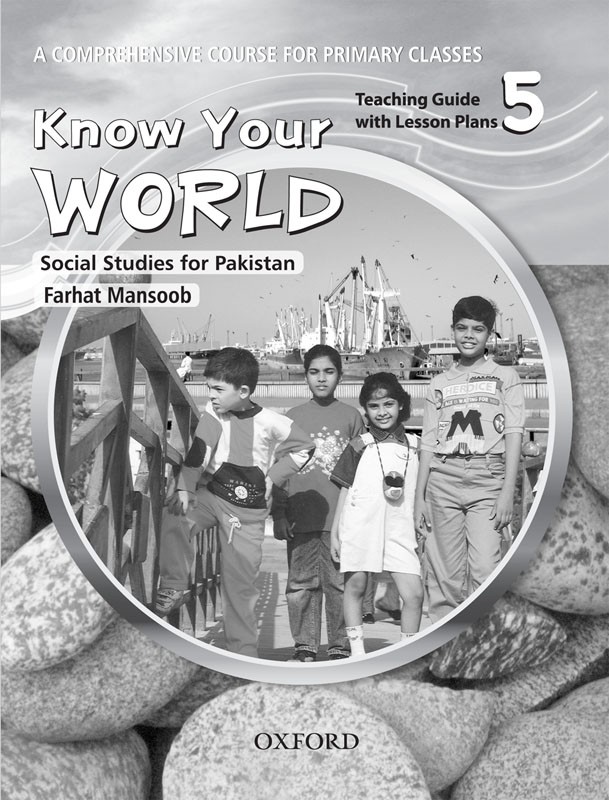 A COMPREHENSIVE COURSE FOR PRIMARY CLASSES
Teaching Guide
with Lesson Plans 5
Know Your
WORLD
Social Studies for Pakistan
Farhat Mansoob
HERDICE
M
OXFORD